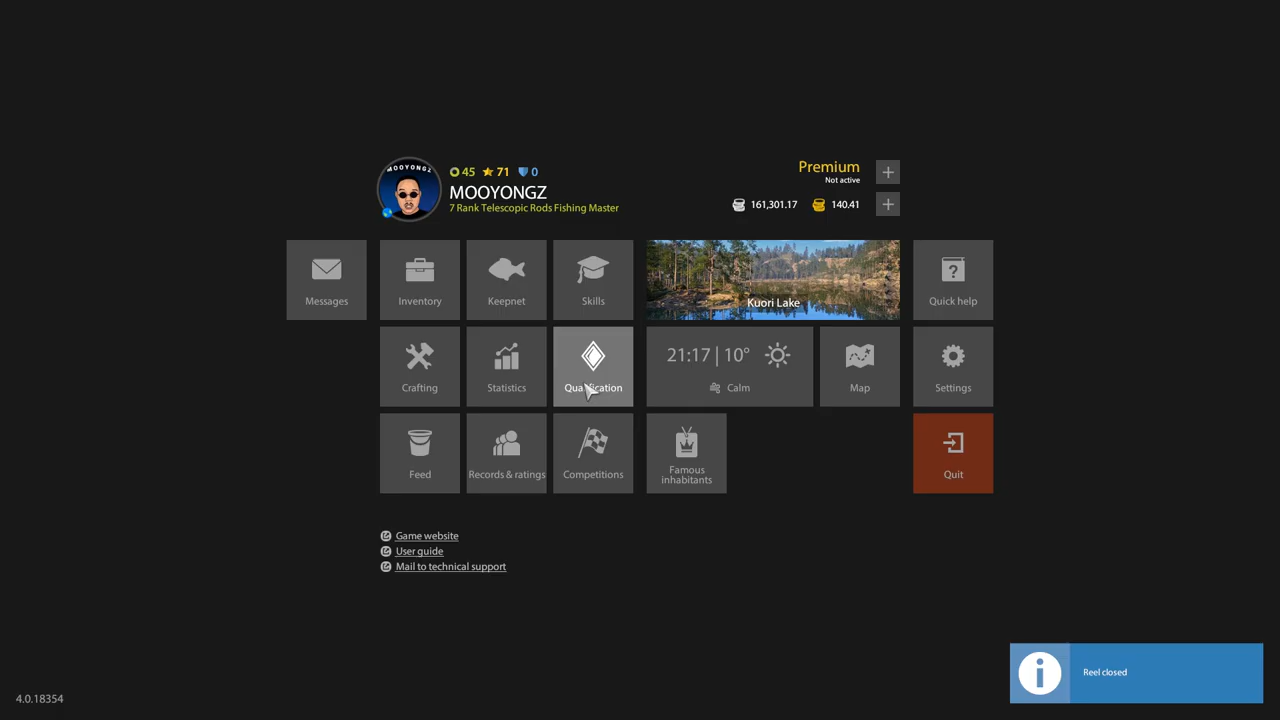 MOOYONGZ
45 71 0
MOOYONGZ
7 Rank Telescopic Rods Fishing Master
Premium
Not active
161,301.17 140.41
Messages
Inventory
Keepnet
Skills
Kuori Lake
Quick help
Crafting
Statistics
Qualification
21:17 | 10°
Calm
Map
Settings
Feed
Records & ratings
Competitions
Famous
inhabitants
Quit
Game website
User guide
Mail to technical support
Reel closed
4.0.18354